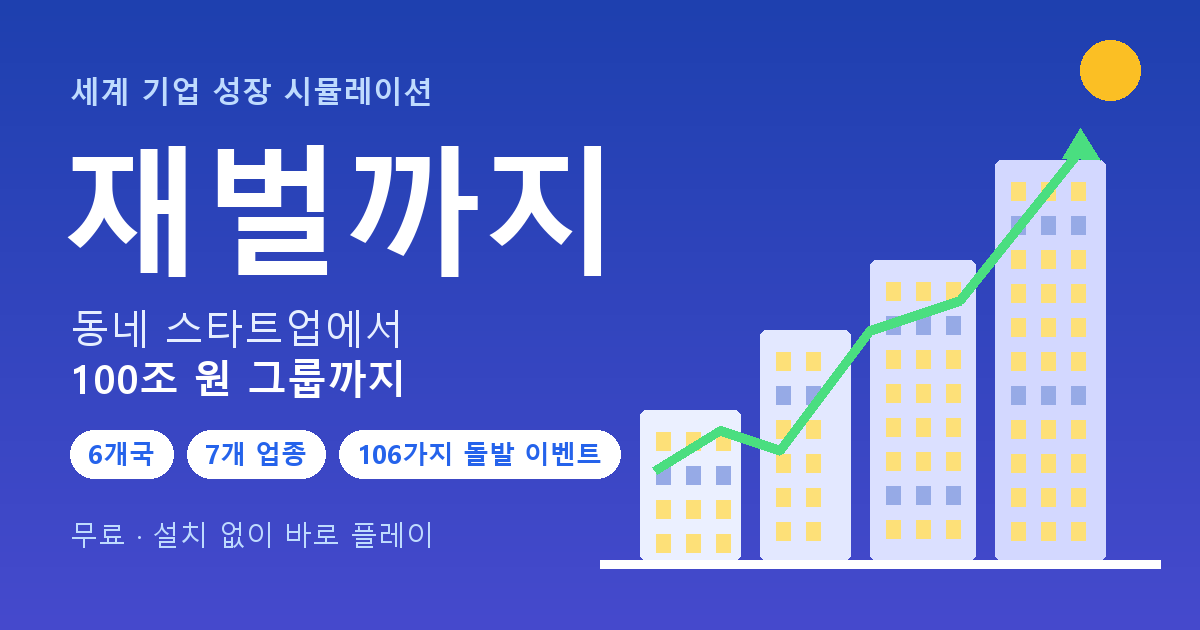 세계 기업 성장 시뮬레이션
재벌까지
동네 스타트업에서
100조 원 그룹까지
6개국 7개 업종 106가지 돌발 이벤트
무료 · 설치 없이 바로 플레이